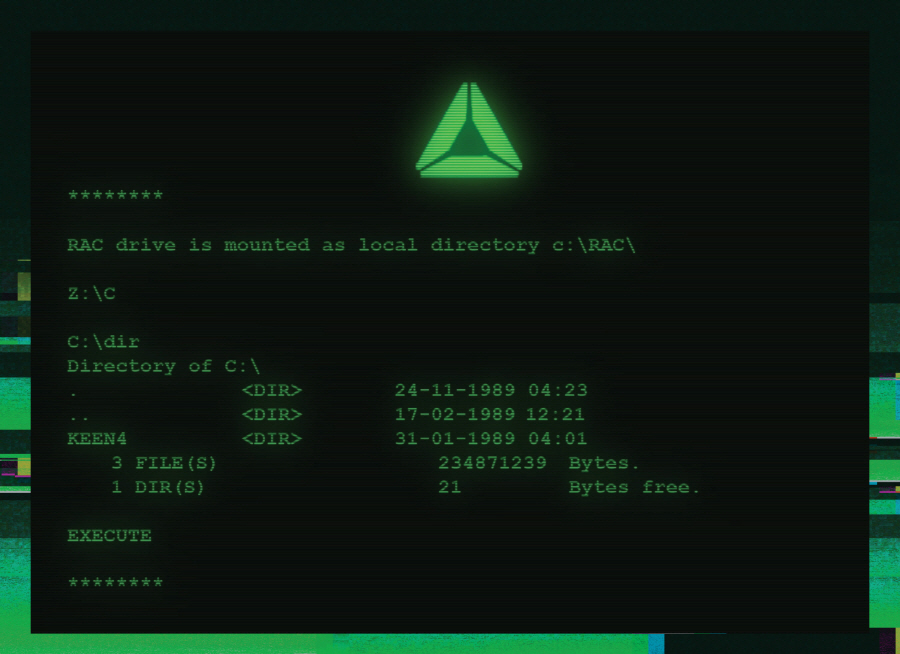 ********
RAC drive is mounted as local directory c:\RAC\
Z:\C
C:\dir
Directory of C:\
. <DIR> 24-11-1989 04:23
.. <DIR> 17-02-1989 12:21
KEEN4 <DIR> 31-01-1989 04:01
3 FILE(S) 234871239 Bytes.
1 DIR(S) 21 Bytes free.
EXECUTE
********